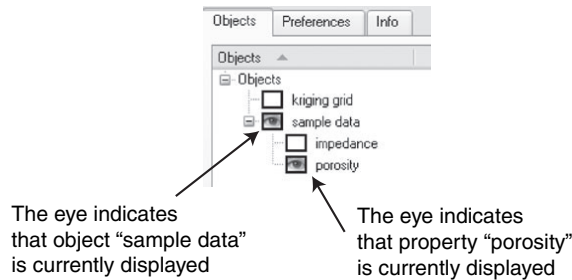 Objects Preferences Info
Objects
Objects
kriging grid
sample data
impedance
porosity
The eye indicates
that object “sample data”
is currently displayed
The eye indicates
that property “porosity”
is currently displayed